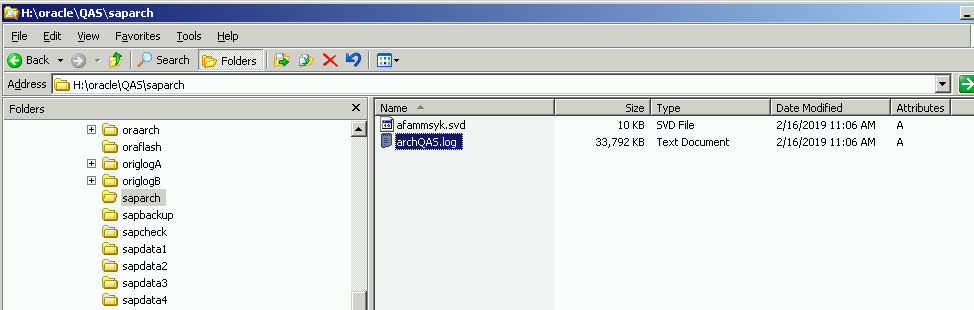 H:\oracle\QAS\saparch
File Edit View Favorites Tools Help
Back Search Folders
Address H:\oracle\QAS\saparch
Folders
oraarch
oraflash
origlogA
origlogB
saparch
sapbackup
sapcheck
sapdata1
sapdata2
sapdata3
sapdata4
Name Size Type Date Modified Attributes
afammsyk.svd 10 KB SVD File 2/16/2019 11:06 AM A
archQAS.log 33,792 KB Text Document 2/16/2019 11:06 AM A